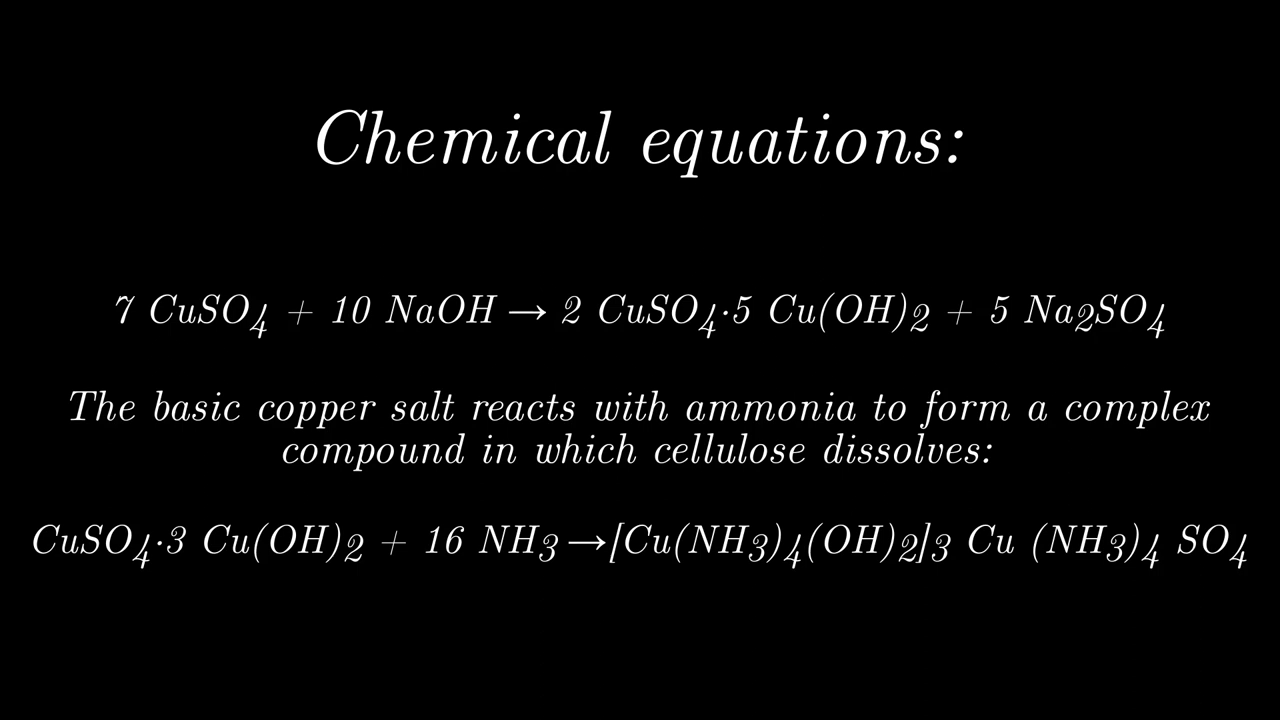 Chemical equations:
7 CuSO₄ + 10 NaOH → 2 CuSO₄·5 Cu(OH)₂ + 5 Na₂SO₄
The basic copper salt reacts with ammonia to form a complex
compound in which cellulose dissolves:
CuSO₄·3 Cu(OH)₂ + 16 NH₃ →[Cu(NH₃)₄(OH)₂]₃ Cu (NH₃)₄ SO₄